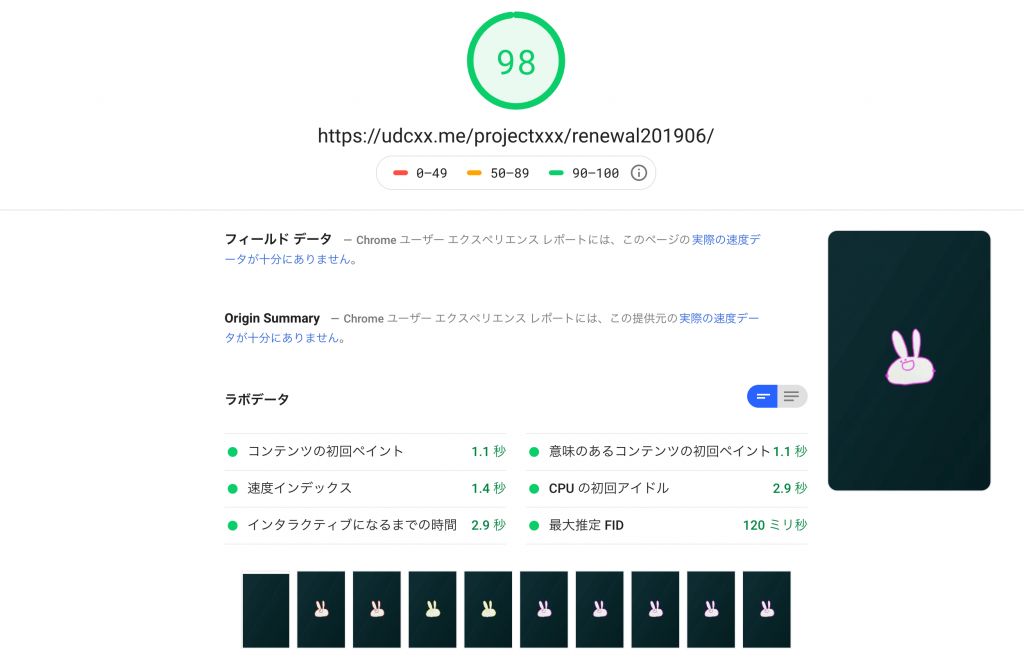 98
https://udcxx.me/projectxxx/renewal201906/
0–49 50–89 90–100
フィールド データ — Chrome ユーザー エクスペリエンス レポートには、このページの実際の速度デ
ータが十分にありません。
Origin Summary — Chrome ユーザー エクスペリエンス レポートには、この提供元の実際の速度デー
タが十分にありません。
ラボデータ
コンテンツの初回ペイント 1.1 秒
意味のあるコンテンツの初回ペイント 1.1 秒
速度インデックス 1.4 秒
CPU の初回アイドル 2.9 秒
インタラクティブになるまでの時間 2.9 秒
最大推定 FID 120 ミリ秒